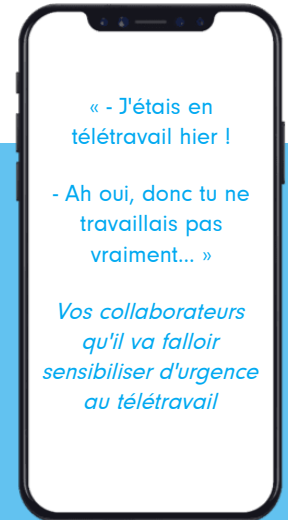 « - J'étais en
télétravail hier !
- Ah oui, donc tu ne
travaillais pas
vraiment... »
Vos collaborateurs
qu'il va falloir
sensibiliser d'urgence
au télétravail